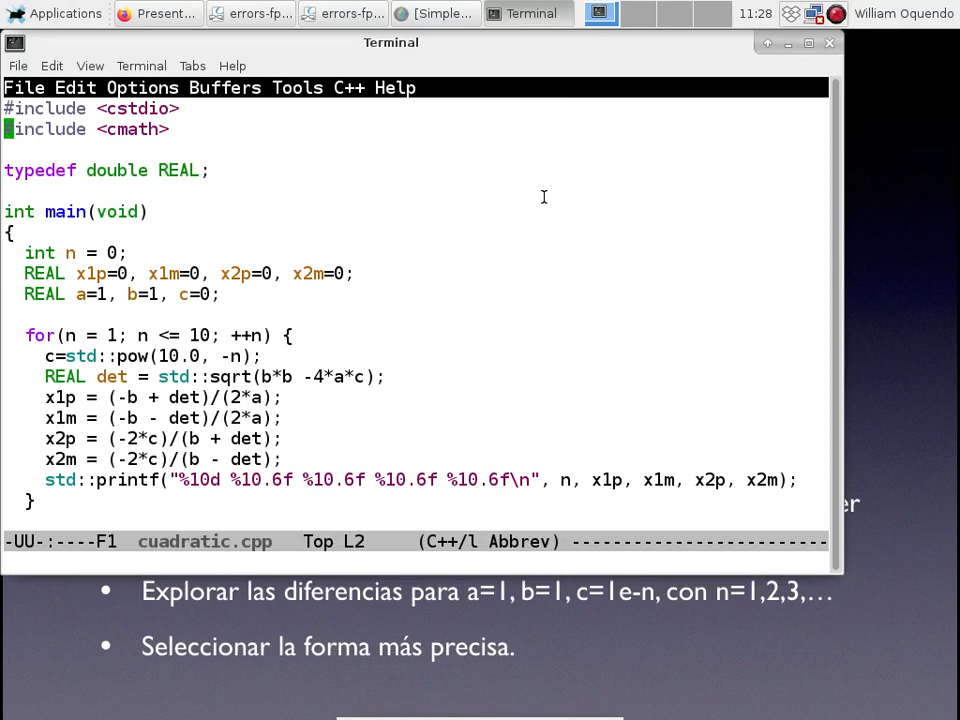 Applications Present... errors-fp... errors-fp... [Simple... Terminal 11:28 William Oquendo
Terminal
File Edit View Terminal Tabs Help
File Edit Options Buffers Tools C++ Help
#include <cstdio>
#include <cmath>
typedef double REAL;
int main(void)
{
int n = 0;
REAL x1p=0, x1m=0, x2p=0, x2m=0;
REAL a=1, b=1, c=0;
for(n = 1; n <= 10; ++n) {
c=std::pow(10.0, -n);
REAL det = std::sqrt(b*b -4*a*c);
x1p = (-b + det)/(2*a);
x1m = (-b - det)/(2*a);
x2p = (-2*c)/(b + det);
x2m = (-2*c)/(b - det);
std::printf("%10d %10.6f %10.6f %10.6f %10.6f\n", n, x1p, x1m, x2p, x2m);
}
er
-UU-:----F1 cuadratic.cpp Top L2 (C++/l Abbrev) -------------------------
• Explorar las diferencias para a=1, b=1, c=1e-n, con n=1,2,3,...
• Seleccionar la forma más precisa.